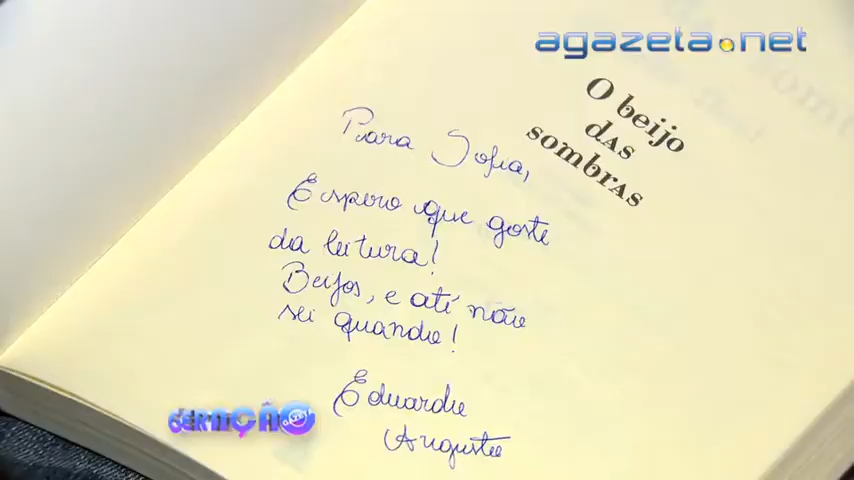 agazeta.net
O beijo
das
sombras
Para Sofia,
Espero que goste
da leitura!
Beijos, e até não
sei quando!
Eduardo
Augusto
GERAÇÃO